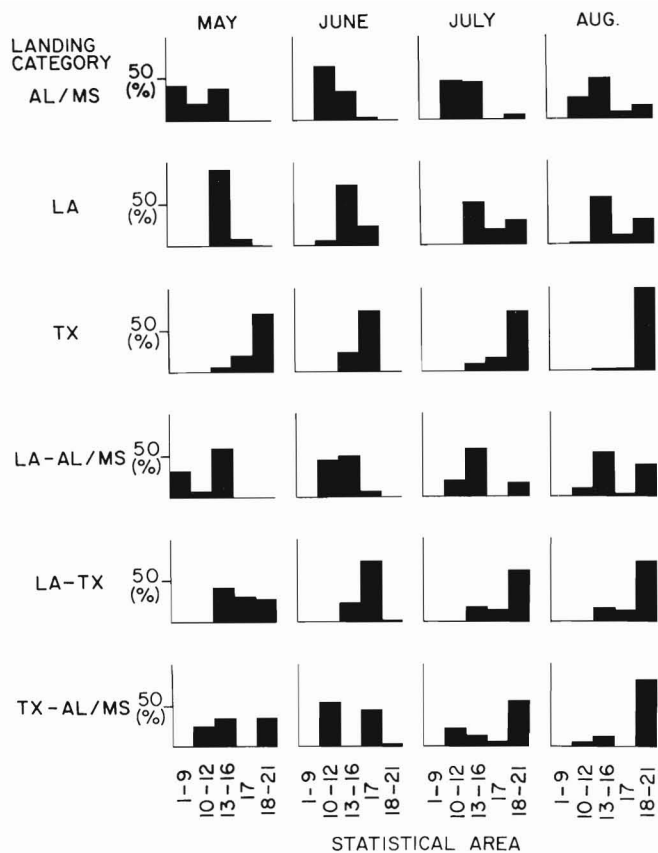 MAY JUNE JULY AUG.
LANDING
CATEGORY
AL/MS 50
(%)
LA 50
(%)
TX 50
(%)
LA-AL/MS 50
(%)
LA-TX 50
(%)
TX-AL/MS 50
(%)
1-9 10-12 13-16 17 18-21 1-9 10-12 13-16 17 18-21 1-9 10-12 13-16 17 18-21 1-9 10-12 13-16 17 18-21
STATISTICAL AREA